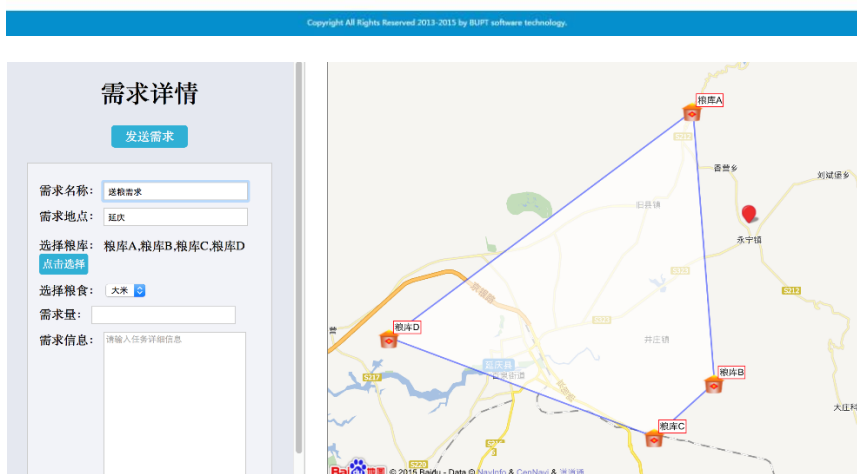 Copyright All Rights Reserved 2013-2015 by BUPT software technology.
需求详情
发送需求
需求名称: 送粮需求
需求地点: 延庆
选择粮库: 粮库A,粮库B,粮库C,粮库D
点击选择
选择粮食: 大米
需求量:
需求信息: 请输入任务详细信息
粮库A
香营乡
刘斌堡乡
旧县镇
永宁镇
S212
粮库D
井庄镇
延庆县
粮库B
S217
大庄科
粮库C
S220
© 2015 Baidu - Data © NavInfo & CenNavi & 道道通